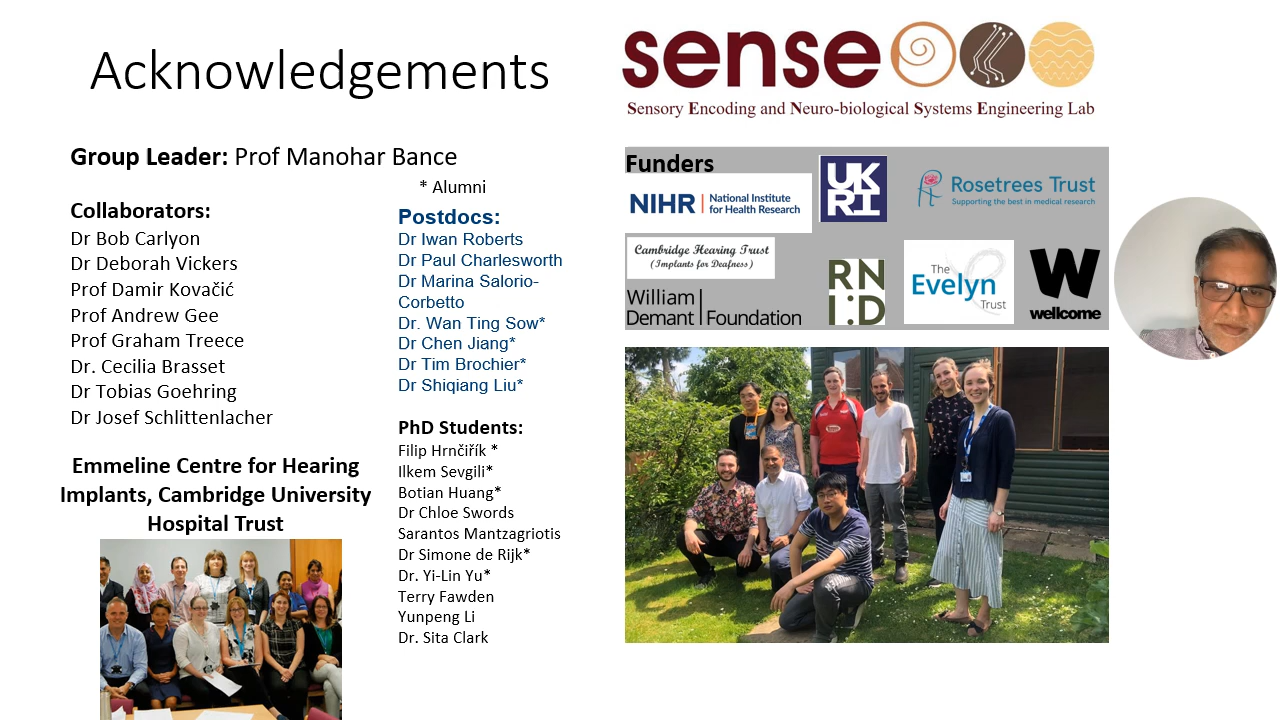 Acknowledgements
sense
Sensory Encoding and Neuro-biological Systems Engineering Lab
Group Leader: Prof Manohar Bance
* Alumni
Collaborators:
Dr Bob Carlyon
Dr Deborah Vickers
Prof Damir Kovačić
Prof Andrew Gee
Prof Graham Treece
Dr. Cecilia Brasset
Dr Tobias Goehring
Dr Josef Schlittenlacher
Emmeline Centre for Hearing
Implants, Cambridge University
Hospital Trust
Postdocs:
Dr Iwan Roberts
Dr Paul Charlesworth
Dr Marina Salorio-
Corbetto
Dr. Wan Ting Sow*
Dr Chen Jiang*
Dr Tim Brochier*
Dr Shiqiang Liu*
PhD Students:
Filip Hrnčiřík *
Ilkem Sevgili*
Botian Huang*
Dr Chloe Swords
Sarantos Mantzagriotis
Dr Simone de Rijk*
Dr. Yi-Lin Yu*
Terry Fawden
Yunpeng Li
Dr. Sita Clark
Funders
NIHR | National Institute
for Health Research
UK
RI
Rosetrees Trust
Supporting the best in medical research
Cambridge Hearing Trust
(Implants for Deafness)
William
Demant
Foundation
RN
I:D
The
Evelyn
Trust
W
wellcome